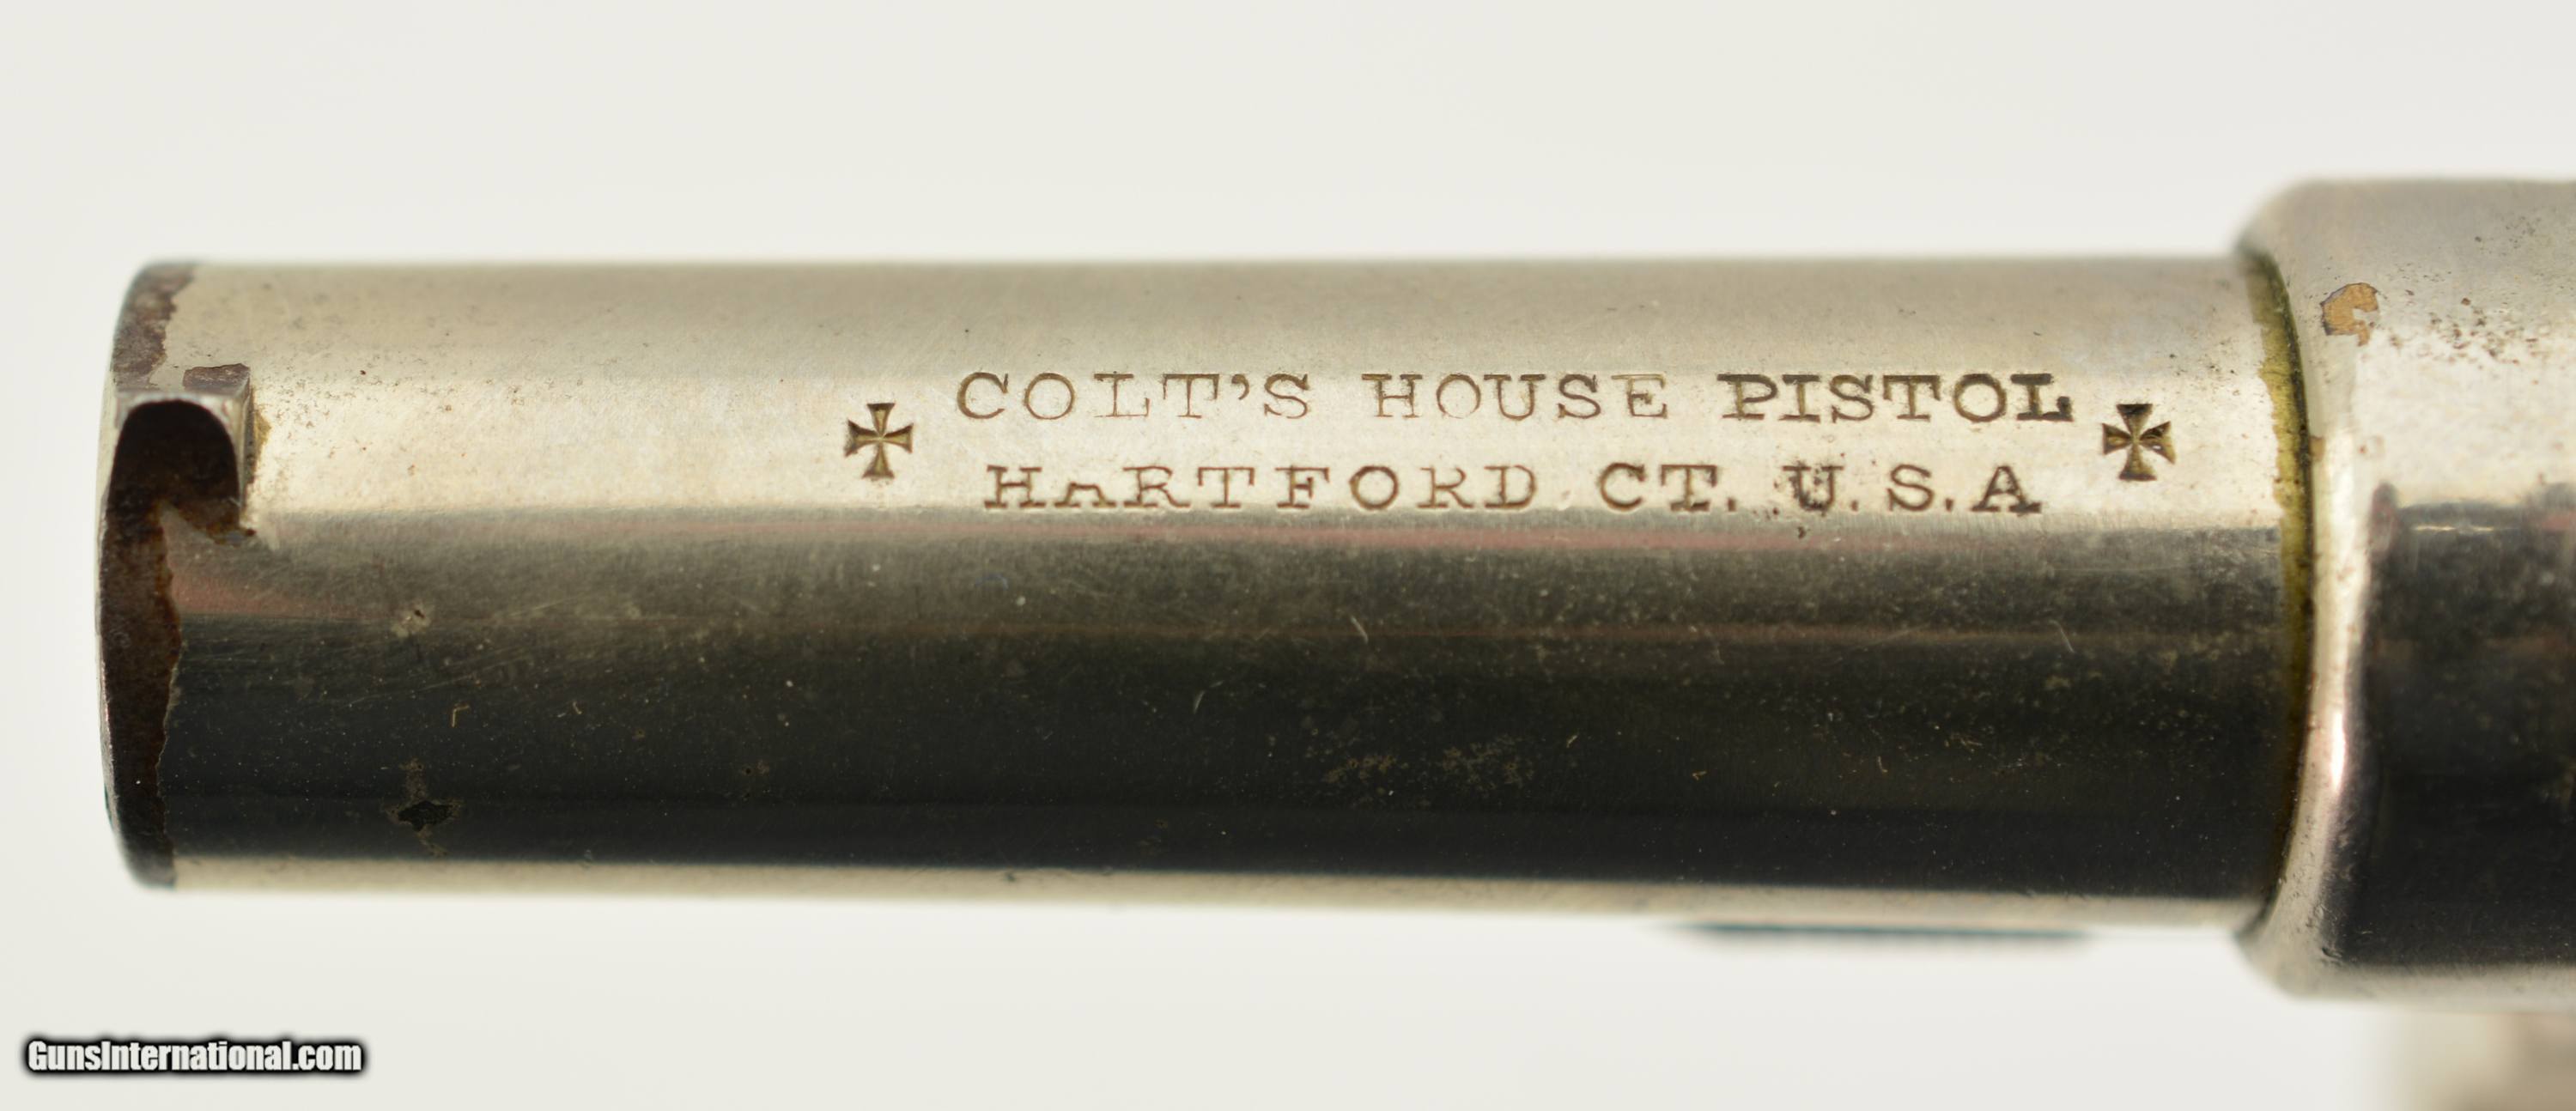 ✠ COLT'S HOUSE PISTOL ✠
HARTFORD CT. U.S.A
GunsInternational.com